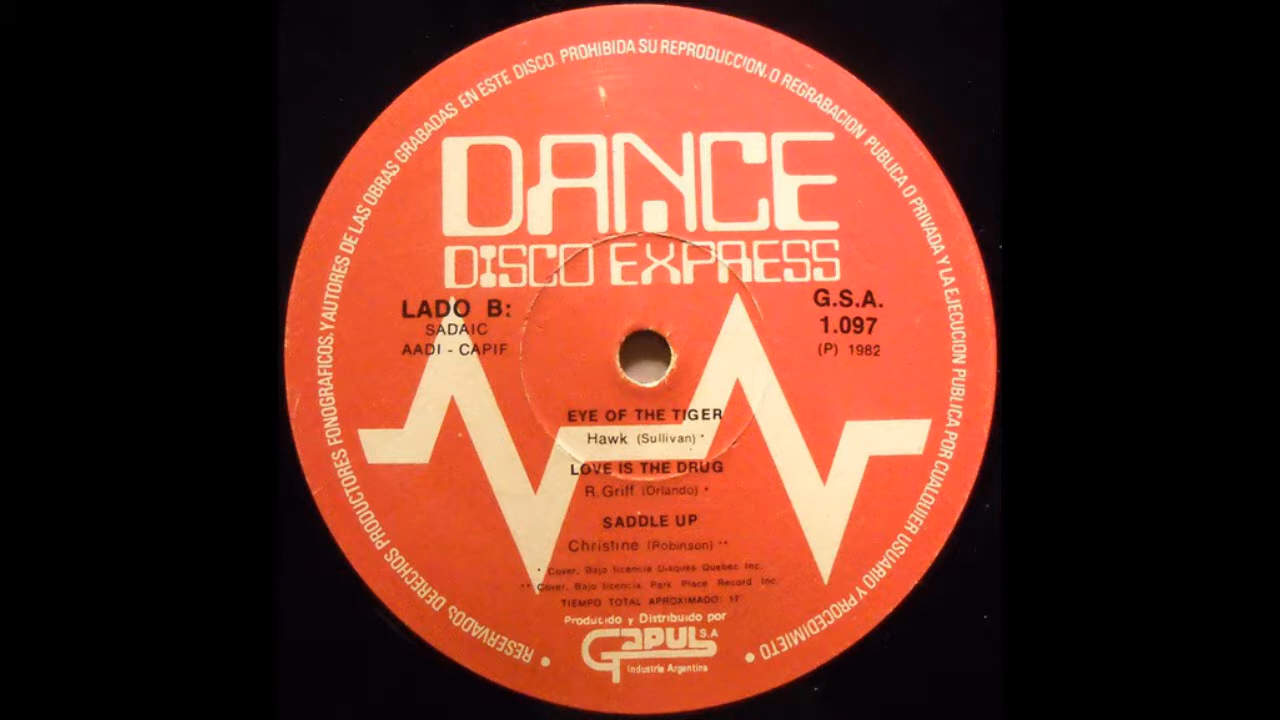 RESERVADOS DERECHOS PRODUCTORES FONOGRAFICOS, Y AUTORES DE LAS OBRAS GRABADAS EN ESTE DISCO. PROHIBIDA SU REPRODUCCION, O REGRABACION PUBLICA O PRIVADA Y LA EJECUCION PUBLICA POR CUALQUIER USUARIO Y PROCEDIMIETO
DANCE
DISCO EXPRESS
LADO B:
SADAIC
AADI - CAPIF
G.S.A.
1.097
(P) 1982
EYE OF THE TIGER
Hawk (Sullivan) *
LOVE IS THE DRUG
R. Griff (Orlando) *
SADDLE UP
Christine (Robinson) **
* Cover, Bajo licencia Disques Quebec Inc.
** Cover, Bajo licencia Park Place Record Inc.
TIEMPO TOTAL APROXIMADO: 17'
Producido y Distribuido por
GAPUL S.A
Industria Argentina